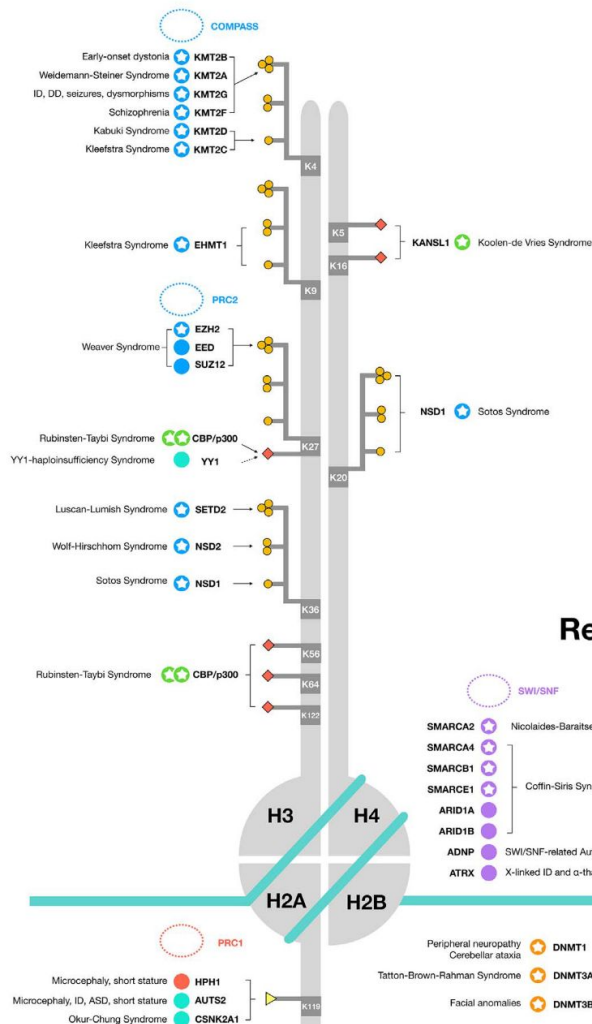 COMPASS
Early-onset dystonia KMT2B
Weidemann-Steiner Syndrome KMT2A
ID, DD, seizures, dysmorphisms KMT2G
Schizophrenia KMT2F
Kabuki Syndrome KMT2D
Kleefstra Syndrome KMT2C
K4
Kleefstra Syndrome EHMT1
K9
K5
K16
KANSL1 Koolen-de Vries Syndrome
PRC2
EZH2
Weaver Syndrome EED
SUZ12
Rubinsten-Taybi Syndrome CBP/p300
YY1-haploinsufficiency Syndrome YY1
K27
NSD1 Sotos Syndrome
K20
Luscan-Lumish Syndrome SETD2
Wolf-Hirschhorn Syndrome NSD2
Sotos Syndrome NSD1
K36
Re
K56
Rubinsten-Taybi Syndrome CBP/p300
K64
K122
SWI/SNF
SMARCA2 Nicolaides-Baraitse
SMARCA4
SMARCB1
SMARCE1 Coffin-Siris Syn
ARID1A
ARID1B
ADNP SWI/SNF-related Au
ATRX X-linked ID and α-tha
H3 H4
H2A H2B
PRC1
Microcephaly, short stature HPH1
Microcephaly, ID, ASD, short stature AUTS2
Okur-Chung Syndrome CSNK2A1
K119
Peripheral neuropathy
Cerebellar ataxia DNMT1
Tatton-Brown-Rahman Syndrome DNMT3A
Facial anomalies DNMT3B